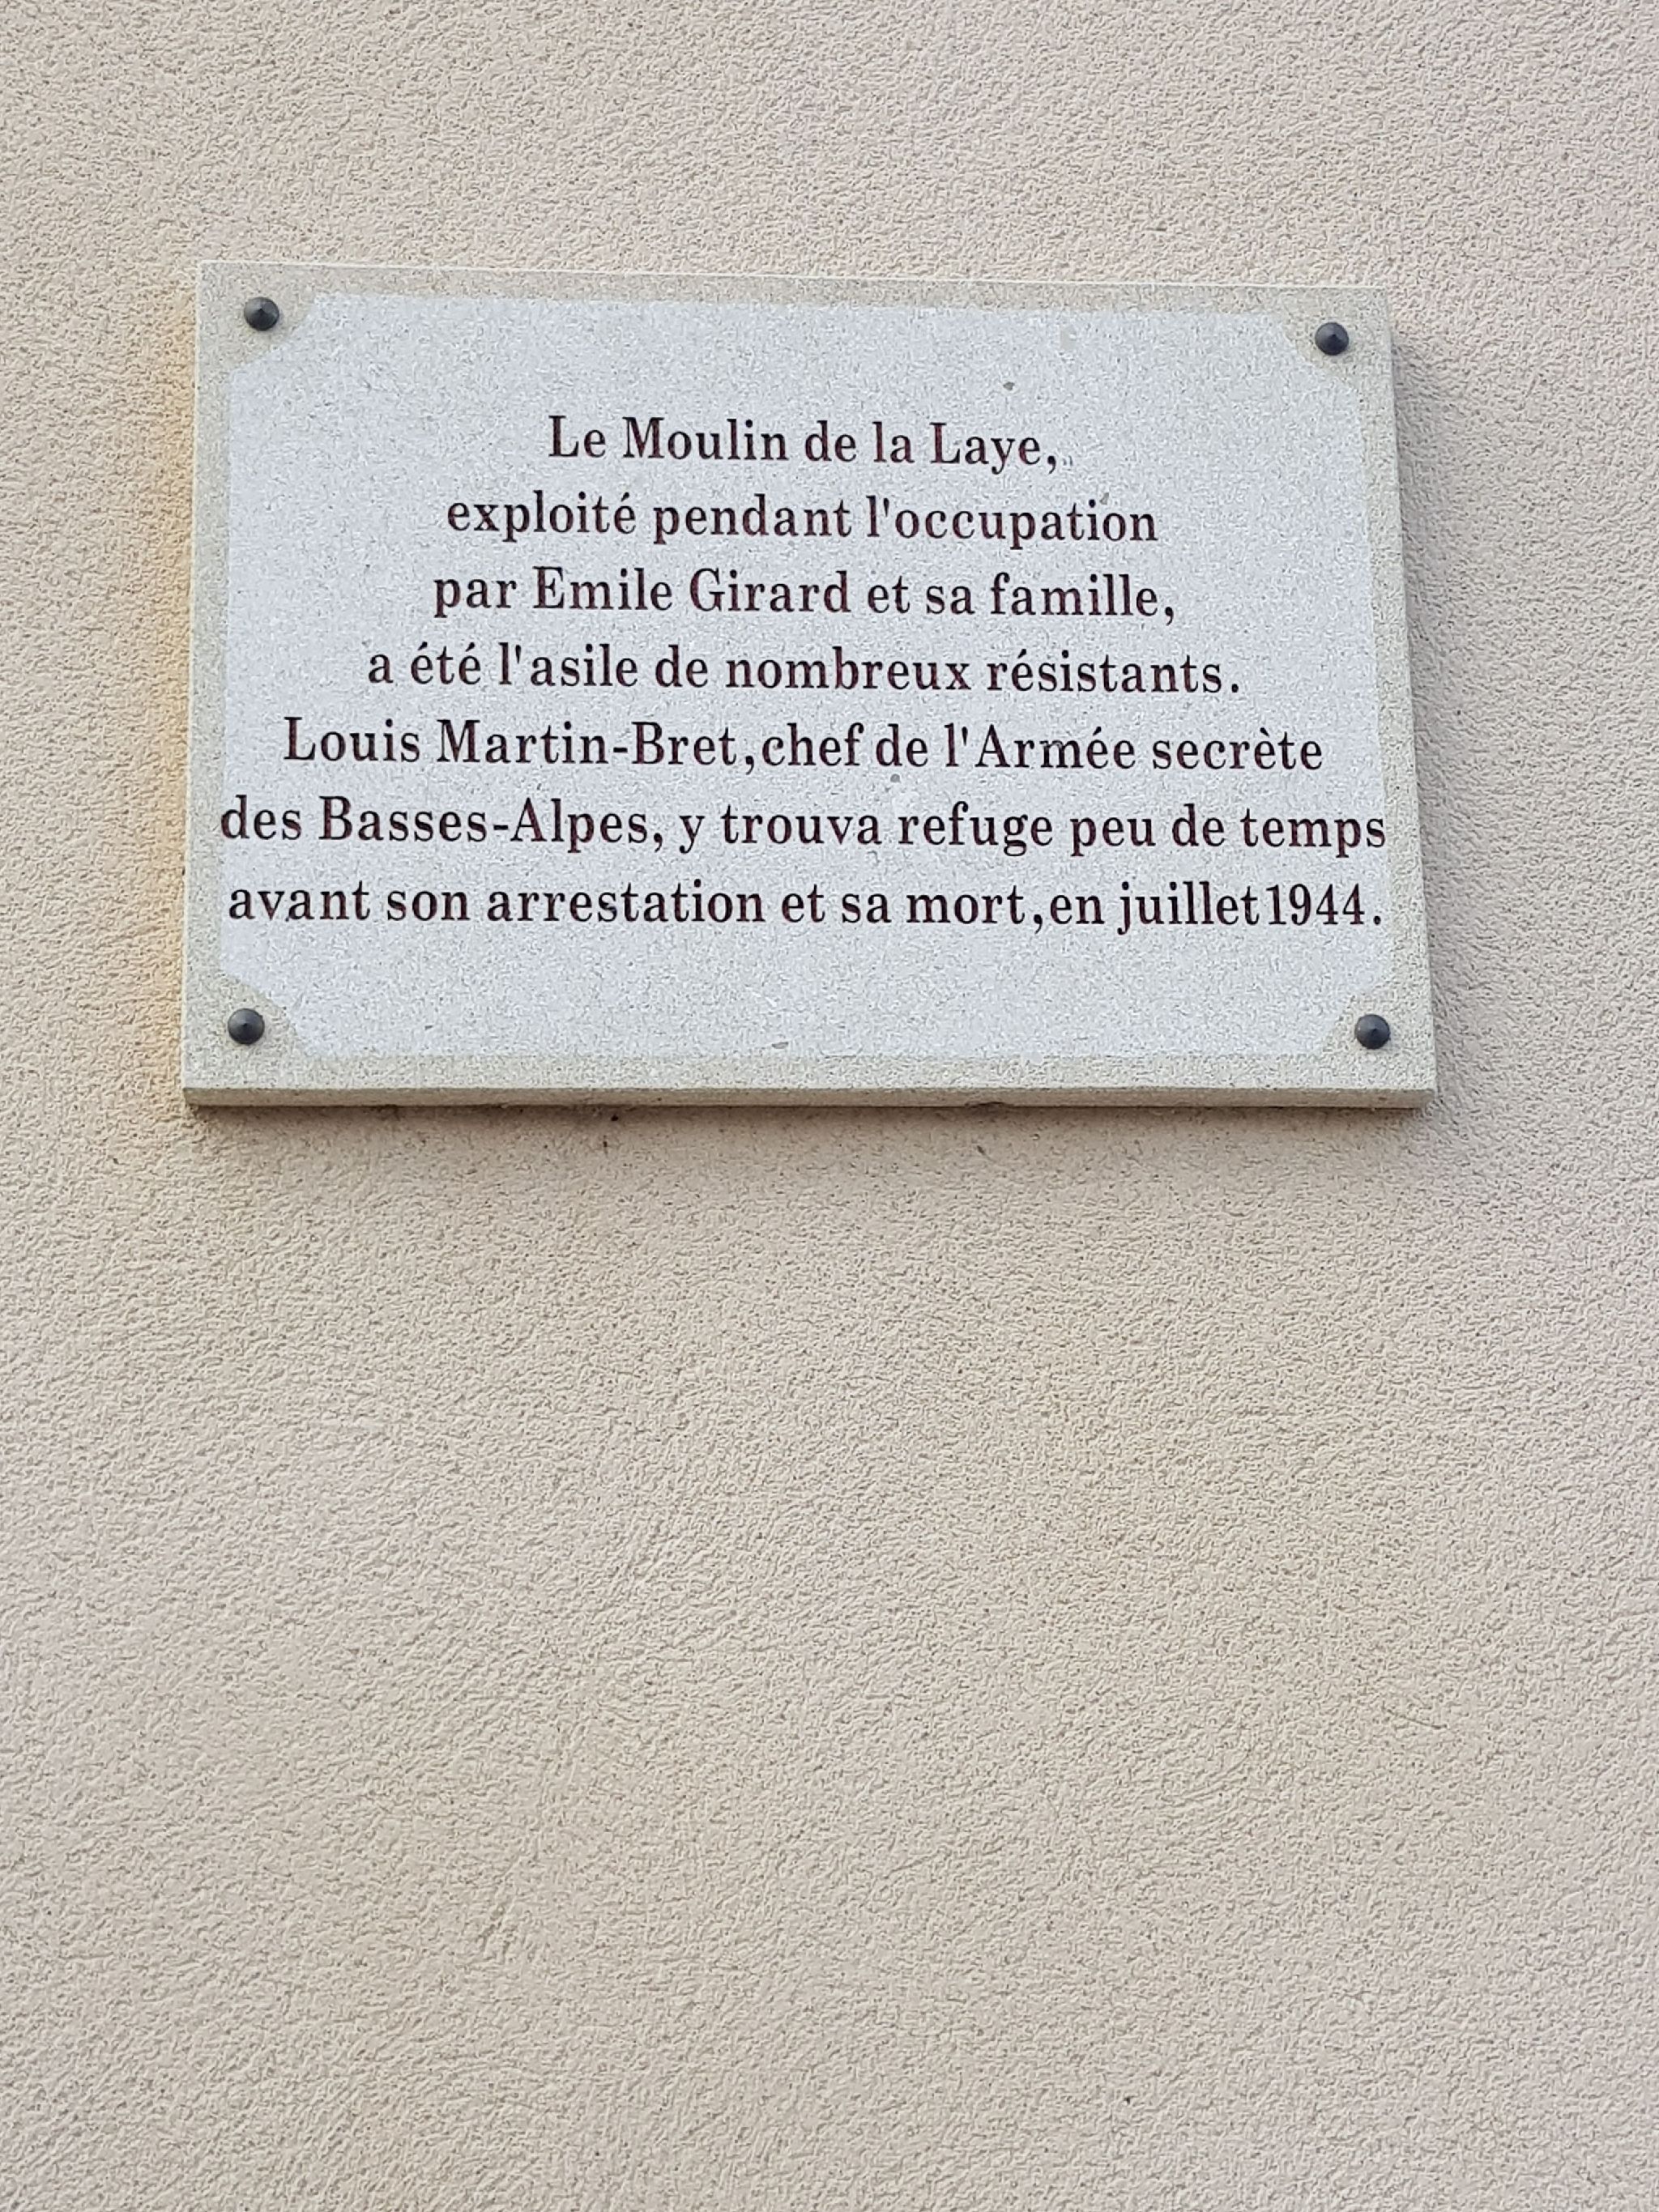 Le Moulin de la Laye,
exploité pendant l'occupation
par Emile Girard et sa famille,
a été l'asile de nombreux résistants.
Louis Martin-Bret, chef de l'Armée secrète
des Basses-Alpes, y trouva refuge peu de temps
avant son arrestation et sa mort, en juillet 1944.